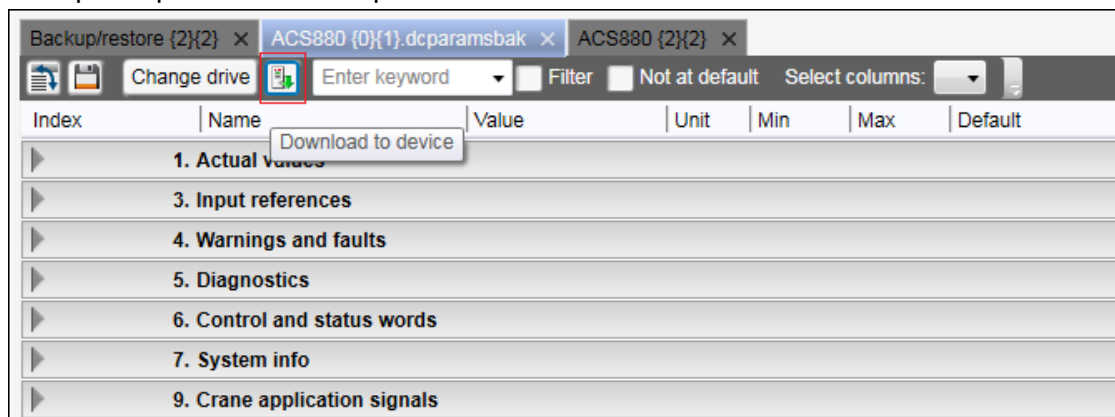 Backup/restore {2}{2} × ACS880 {0}{1}.dcparamsbak × ACS880 {2}{2} ×
Change drive Enter keyword Filter Not at default Select columns:
Index Name Value Unit Min Max Default
Download to device
1. Actual values
3. Input references
4. Warnings and faults
5. Diagnostics
6. Control and status words
7. System info
9. Crane application signals